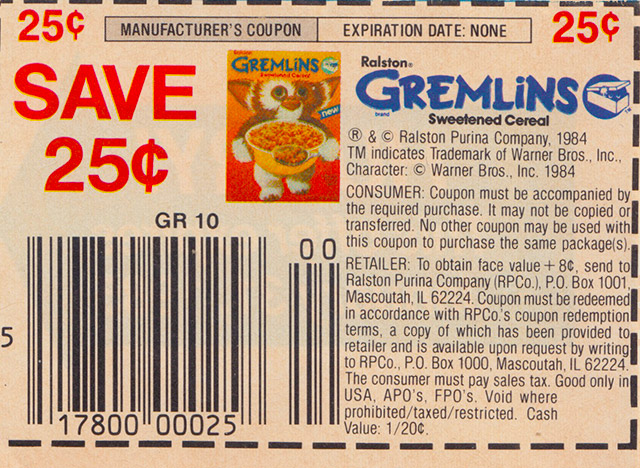 25¢ MANUFACTURER'S COUPON EXPIRATION DATE: NONE 25¢
SAVE
25¢
Ralston
GREMLiNS
Sweetened Cereal
new
Ralston®
GREMLiNS
brand
Sweetened Cereal
® & © Ralston Purina Company, 1984
TM indicates Trademark of Warner Bros., Inc.,
Character: © Warner Bros., Inc. 1984
CONSUMER: Coupon must be accompanied by
the required purchase. It may not be copied or
transferred. No other coupon may be used with
this coupon to purchase the same package(s).
RETAILER: To obtain face value + 8¢, send to
Ralston Purina Company (RPCo.), P.O. Box 1001,
Mascoutah, IL 62224. Coupon must be redeemed
in accordance with RPCo.'s coupon redemption
terms, a copy of which has been provided to
retailer and is available upon request by writing
to RPCo., P.O. Box 1000, Mascoutah, IL 62224.
The consumer must pay sales tax. Good only in
USA, APO's, FPO's. Void where
prohibited/taxed/restricted. Cash
Value: 1/20¢.
GR 10
0 0
5
17800 00025